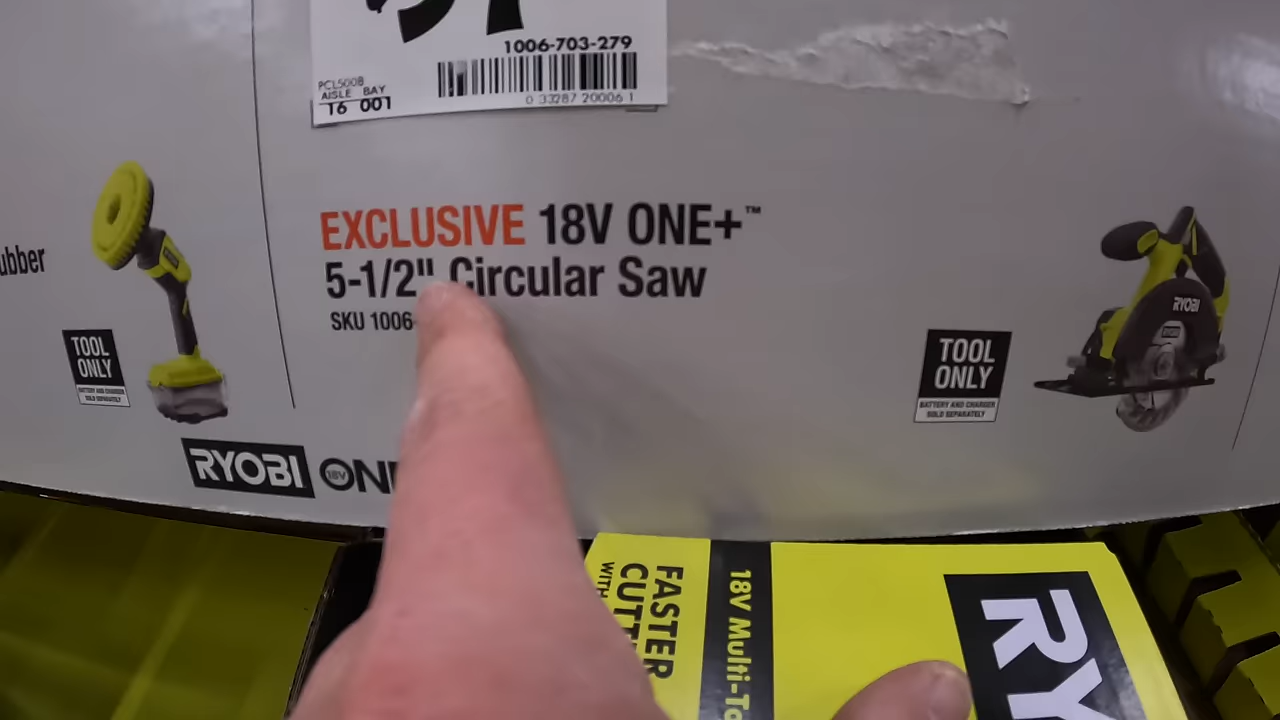 1006-703-279
PCL500B
AISLE BAY
16 001
0 33287 20006 1
ubber
EXCLUSIVE 18V ONE+™
5-1/2" Circular Saw
SKU 1006-
TOOL
ONLY
BATTERY AND CHARGER
SOLD SEPARATELY
RYOBI
TOOL
ONLY
BATTERY AND CHARGER
SOLD SEPARATELY
RYOBI 18V ONE
FASTER
CUTT
WITH
18V Multi-To
RY